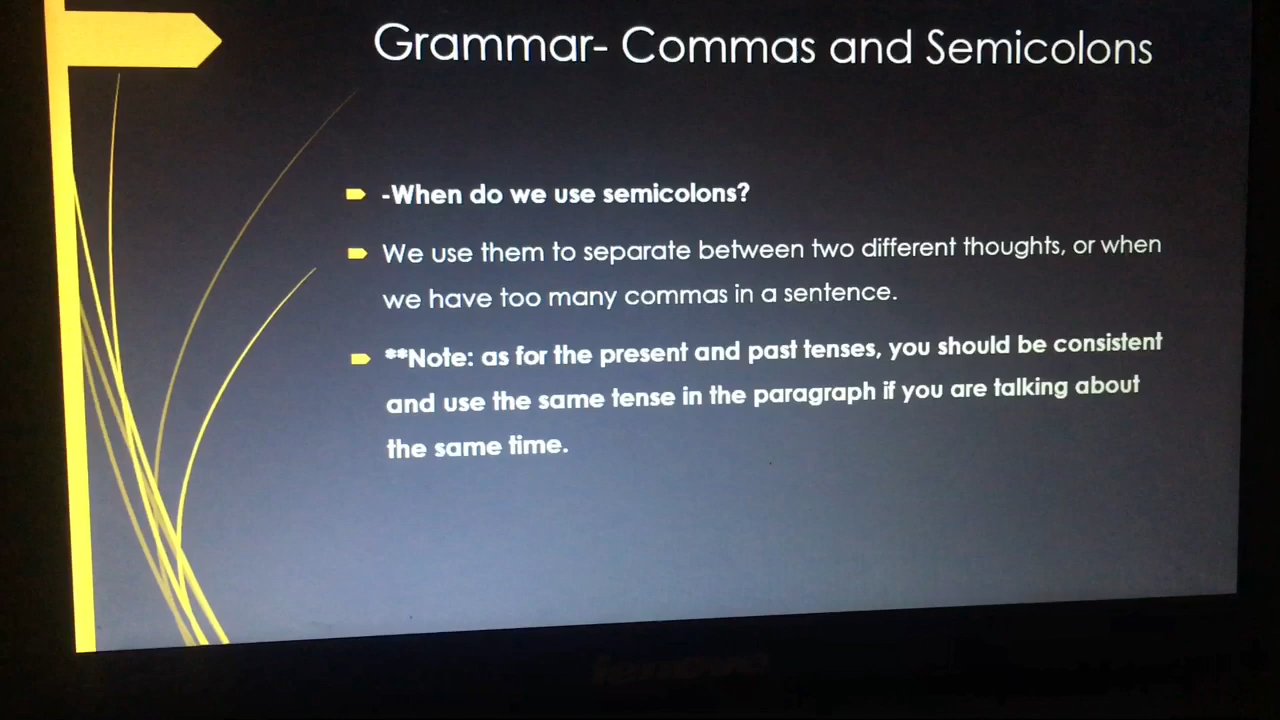 Grammar- Commas and Semicolons
-When do we use semicolons?
We use them to separate between two different thoughts, or when
we have too many commas in a sentence.
**Note: as for the present and past tenses, you should be consistent
and use the same tense in the paragraph if you are talking about
the same time.